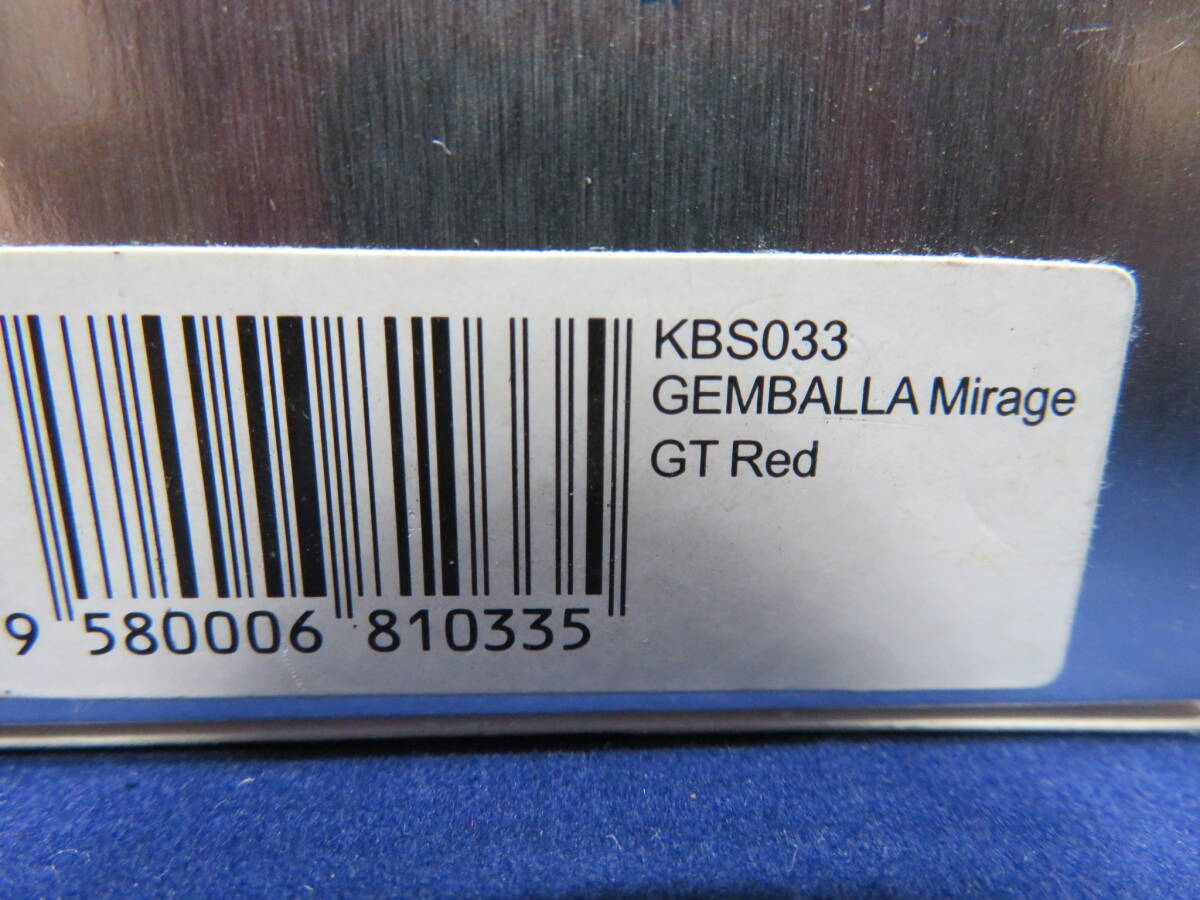 KBS033
GEMBALLA Mirage
GT Red
9 580006 810335